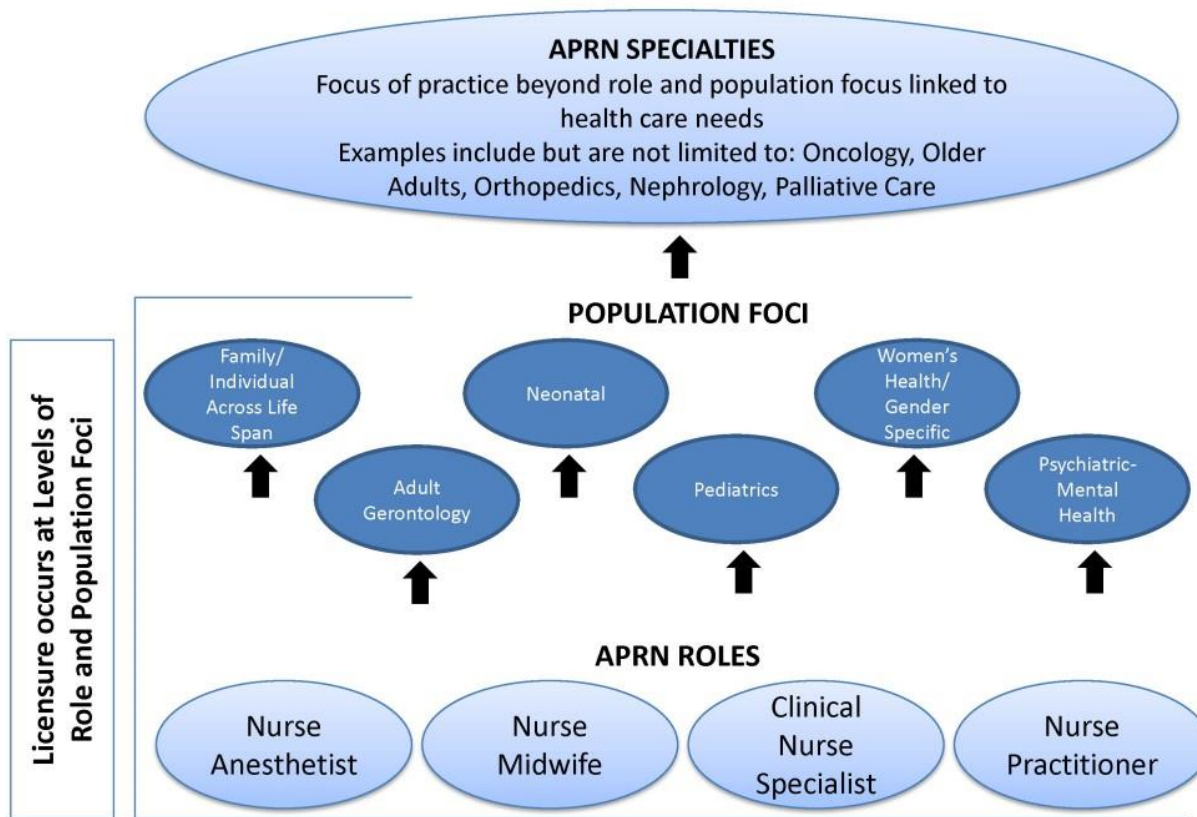 APRN SPECIALTIES
Focus of practice beyond role and population focus linked to
health care needs
Examples include but are not limited to: Oncology, Older
Adults, Orthopedics, Nephrology, Palliative Care
POPULATION FOCI
Family/
Individual
Across Life
Span
Adult
Gerontology
Neonatal
Pediatrics
Women's
Health/
Gender
Specific
Psychiatric-
Mental
Health
Licensure occurs at Levels of
Role and Population Foci
APRN ROLES
Nurse
Anesthetist
Nurse
Midwife
Clinical
Nurse
Specialist
Nurse
Practitioner